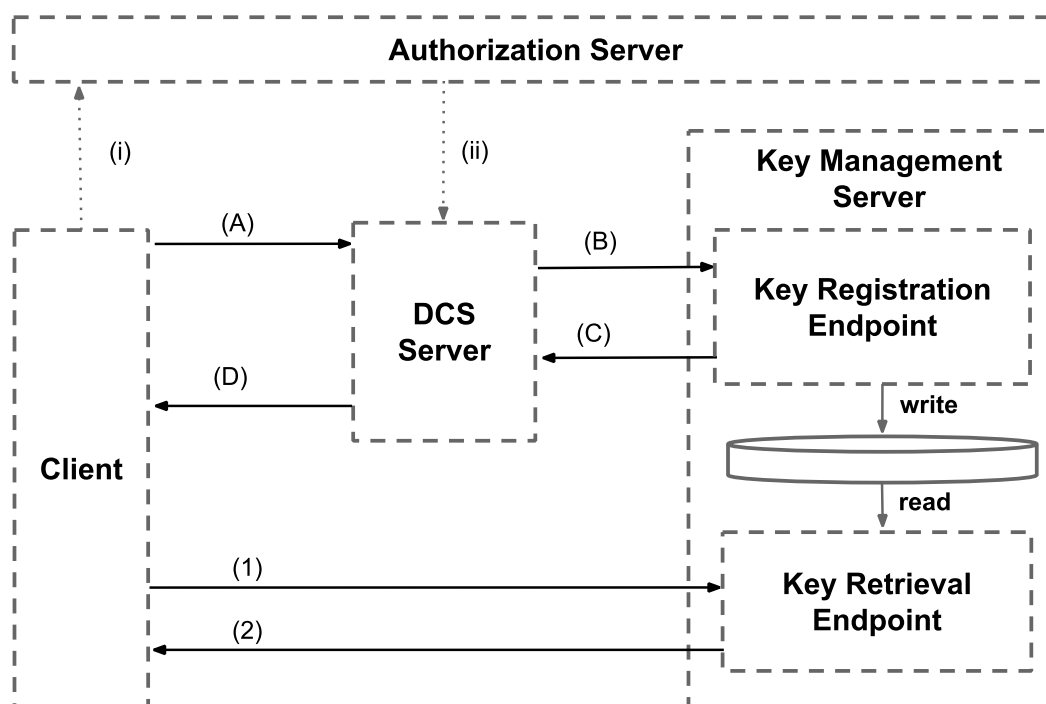 Authorization Server
(i)
(ii)
Key Management
Server
(A)
(B)
Key Registration
Endpoint
DCS
Server
(C)
(D)
write
Client
read
(1)
Key Retrieval
Endpoint
(2)